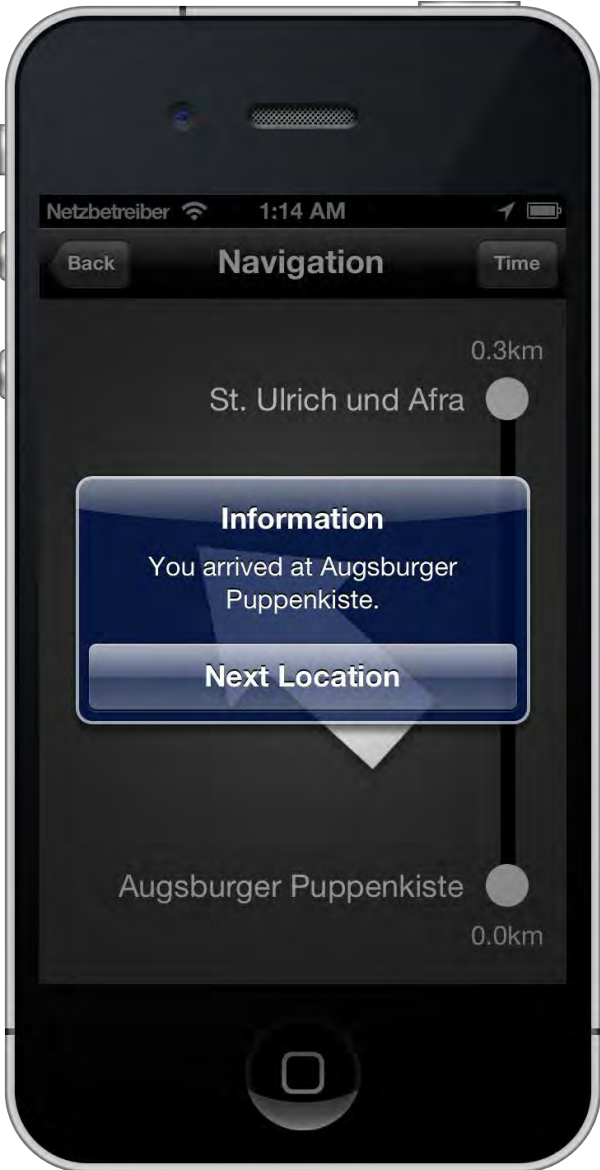 Netzbetreiber 1:14 AM
Back Navigation Time
0.3km
St. Ulrich und Afra
Information
You arrived at Augsburger
Puppenkiste.
Next Location
Augsburger Puppenkiste
0.0km